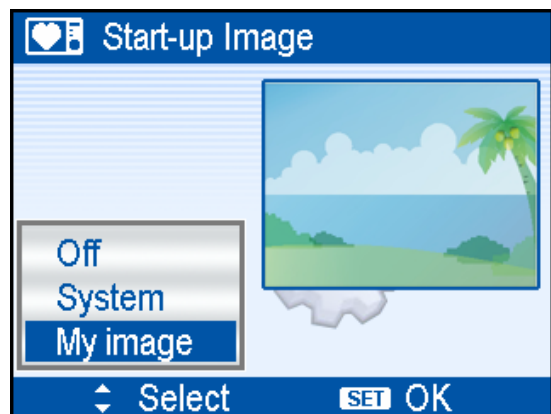 Start-up Image
Off
System
My image
Select SET OK